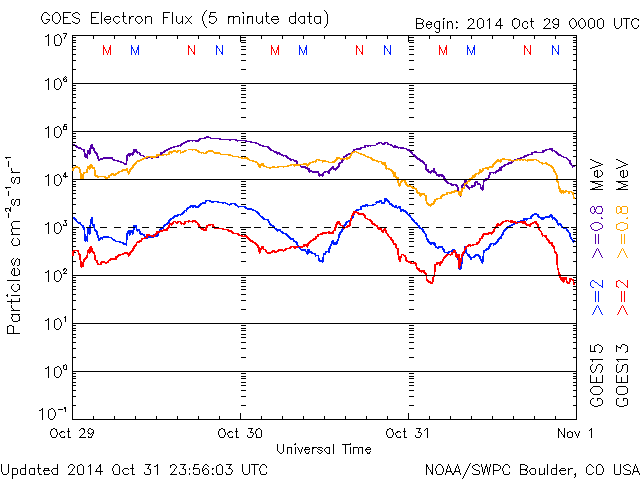 GOES Electron Flux (5 minute data)
Begin: 2014 Oct 29 0000 UTC
10⁷
M M N N M M N N M M N N
10⁶
10⁵
10⁴
10³
10²
10¹
10⁰
10⁻¹
Particles cm⁻²s⁻¹sr⁻¹
GOES15 >=2 >=0.8 MeV
GOES13 >=2 >=0.8 MeV
Oct 29 Oct 30 Oct 31 Nov 1
Universal Time
Updated 2014 Oct 31 23:56:03 UTC
NOAA/SWPC Boulder, CO USA